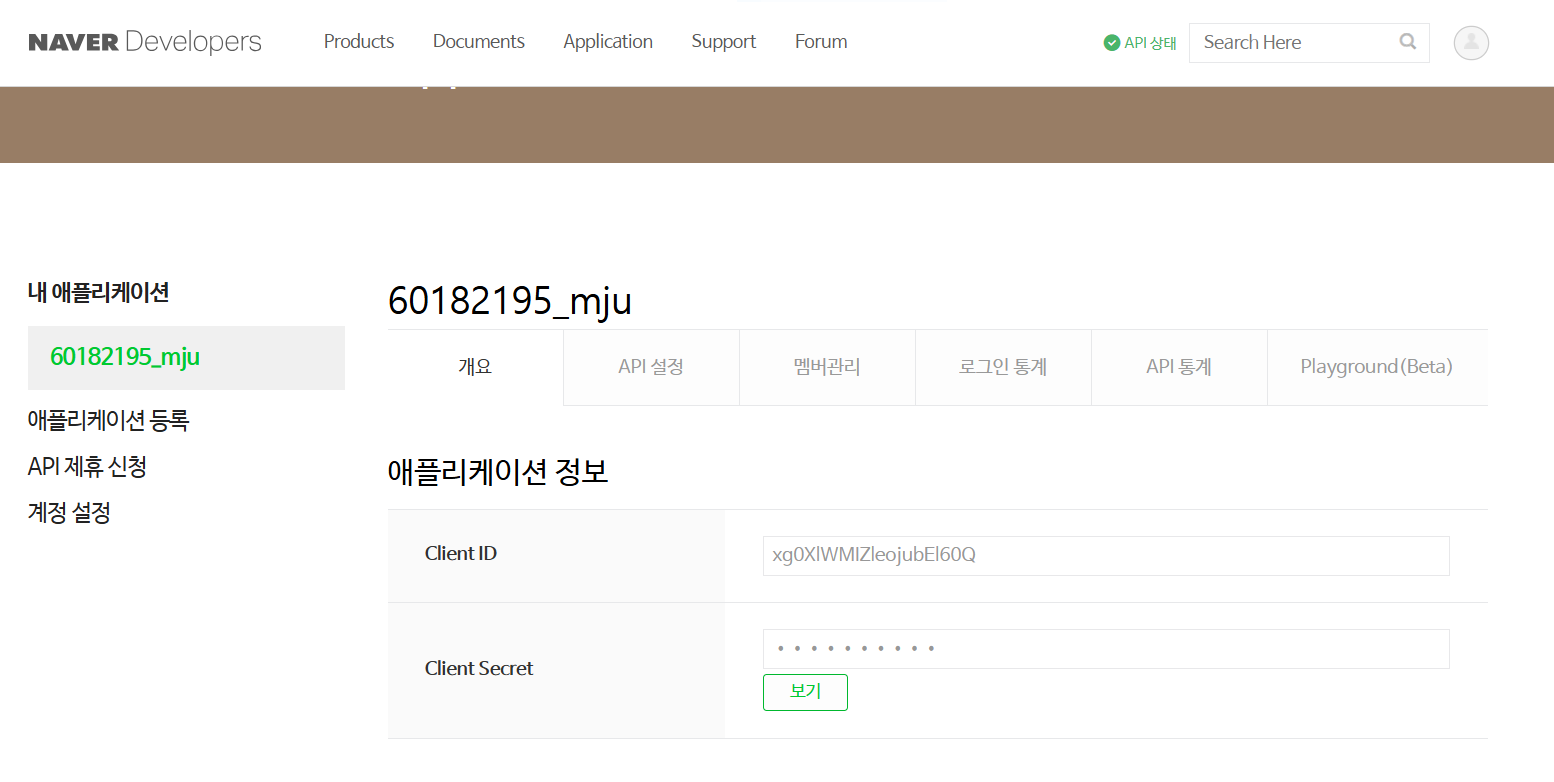 NAVER Developers Products Documents Application Support Forum API 상태 Search Here
내 애플리케이션
60182195_mju
애플리케이션 등록
API 제휴 신청
계정 설정
60182195_mju
개요 API 설정 멤버관리 로그인 통계 API 통계 Playground(Beta)
애플리케이션 정보
Client ID xg0XlWMIZleojubEl60Q
Client Secret ••••••••••
보기